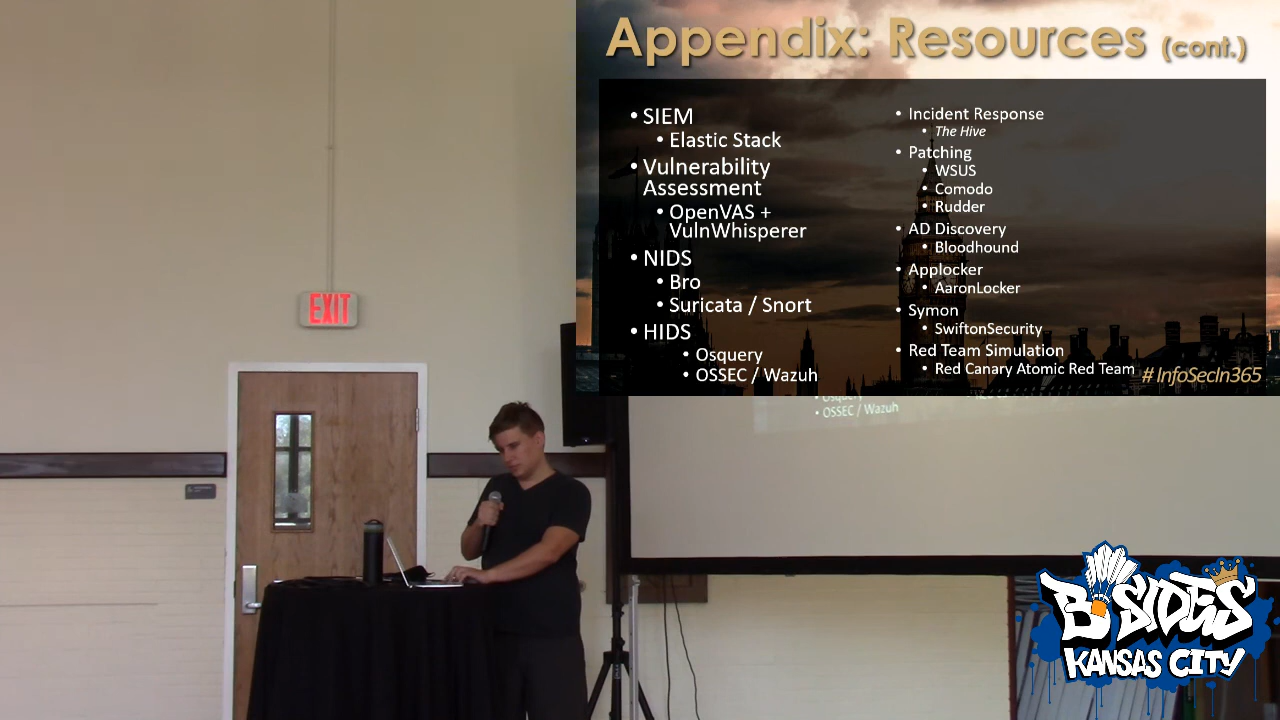 Appendix: Resources (cont.)
• SIEM
• Elastic Stack
• Vulnerability
Assessment
• OpenVAS +
VulnWhisperer
• NIDS
• Bro
• Suricata / Snort
• HIDS
• Osquery
• OSSEC / Wazuh
• Incident Response
• The Hive
• Patching
• WSUS
• Comodo
• Rudder
• AD Discovery
• Bloodhound
• Applocker
• AaronLocker
• Symon
• SwiftonSecurity
• Red Team Simulation
• Red Canary Atomic Red Team
# InfoSecIn365
EXIT
• Osquery
• OSSEC / Wazuh
B-SIDES
KANSAS CITY